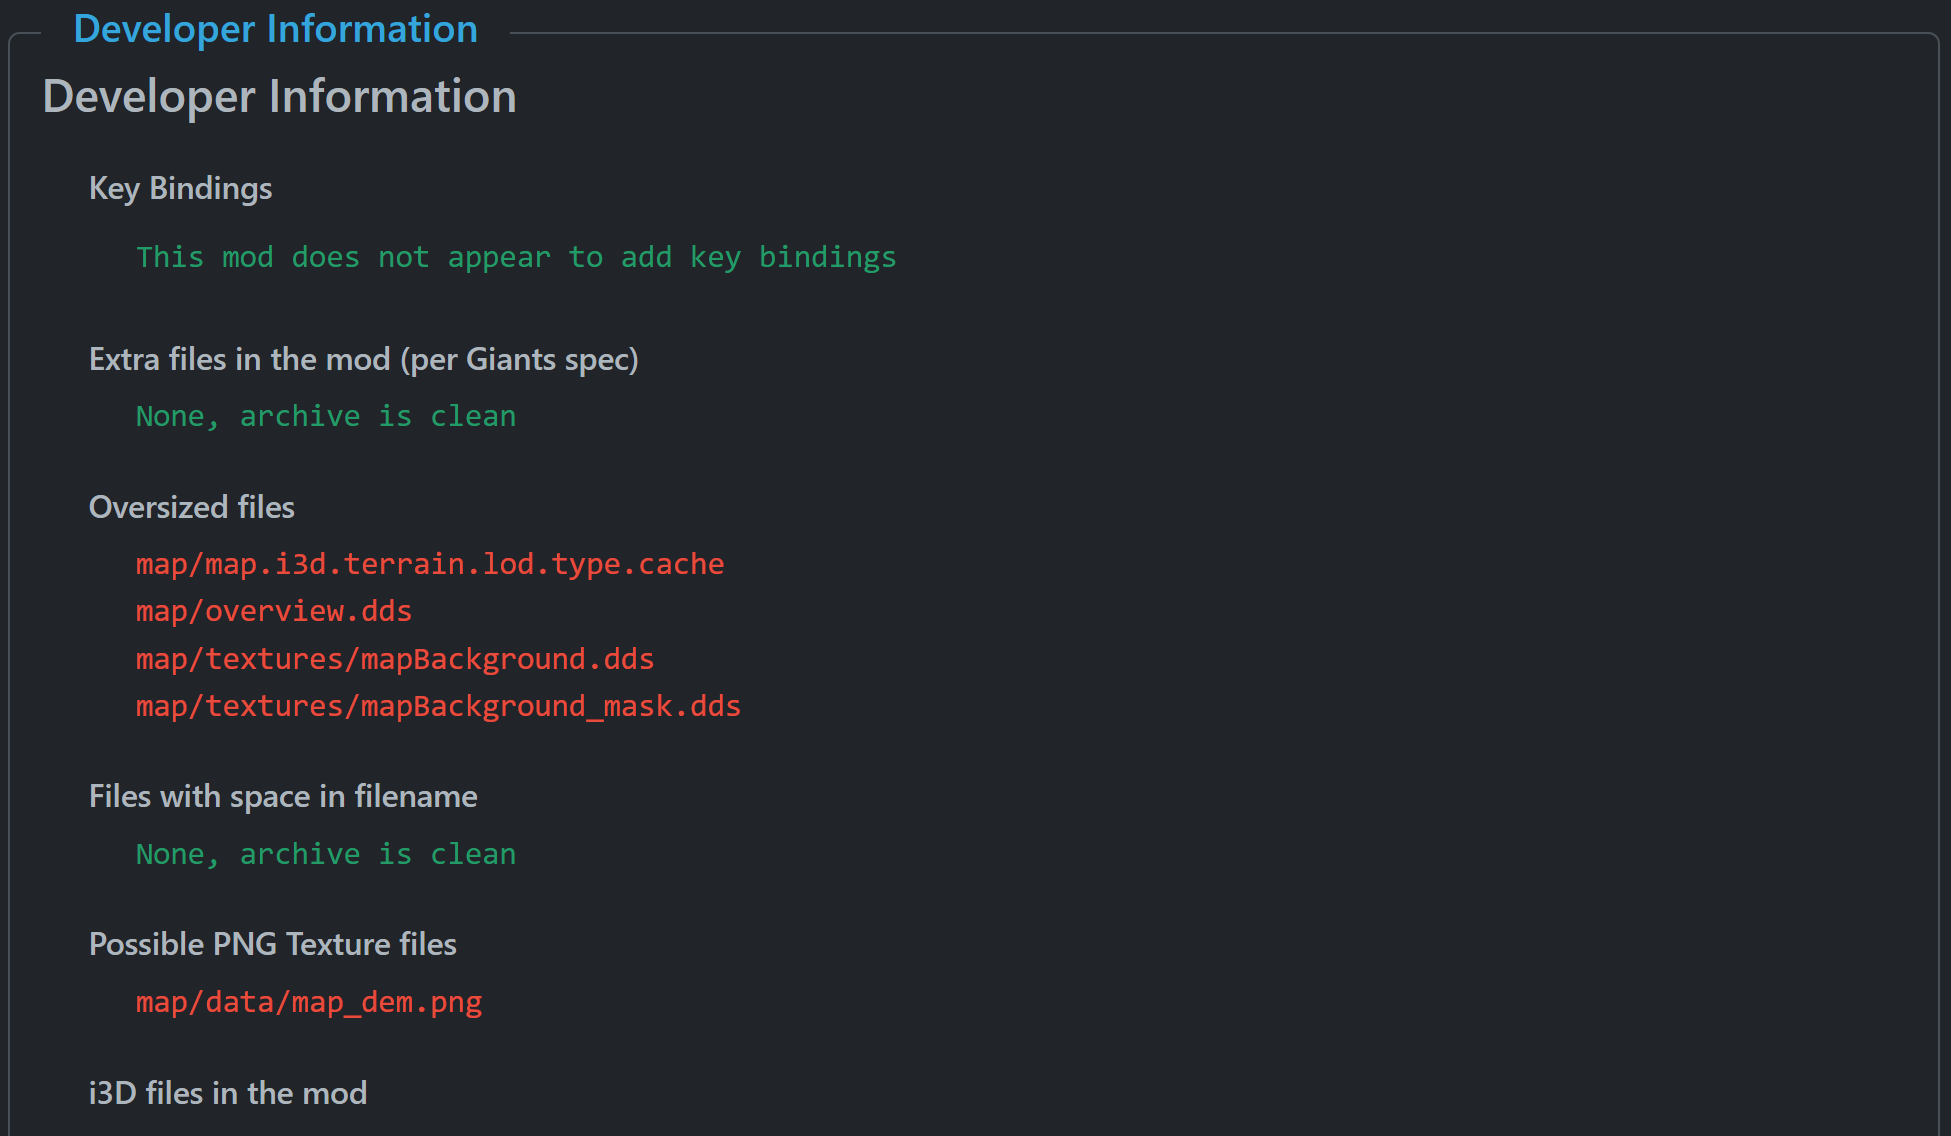 Developer Information
Developer Information
Key Bindings
This mod does not appear to add key bindings
Extra files in the mod (per Giants spec)
None, archive is clean
Oversized files
map/map.i3d.terrain.lod.type.cache
map/overview.dds
map/textures/mapBackground.dds
map/textures/mapBackground_mask.dds
Files with space in filename
None, archive is clean
Possible PNG Texture files
map/data/map_dem.png
i3D files in the mod